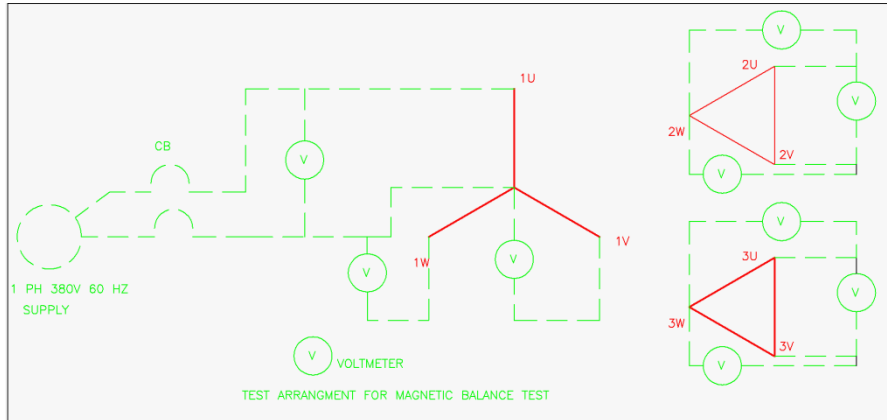 V
2U
1U
V
CB
2W
V
2V
V
V
3U
1V
1W
V
V
V
1 PH 380V 60 HZ
SUPPLY
3W
3V
V
V VOLTMETER
TEST ARRANGMENT FOR MAGNETIC BALANCE TEST